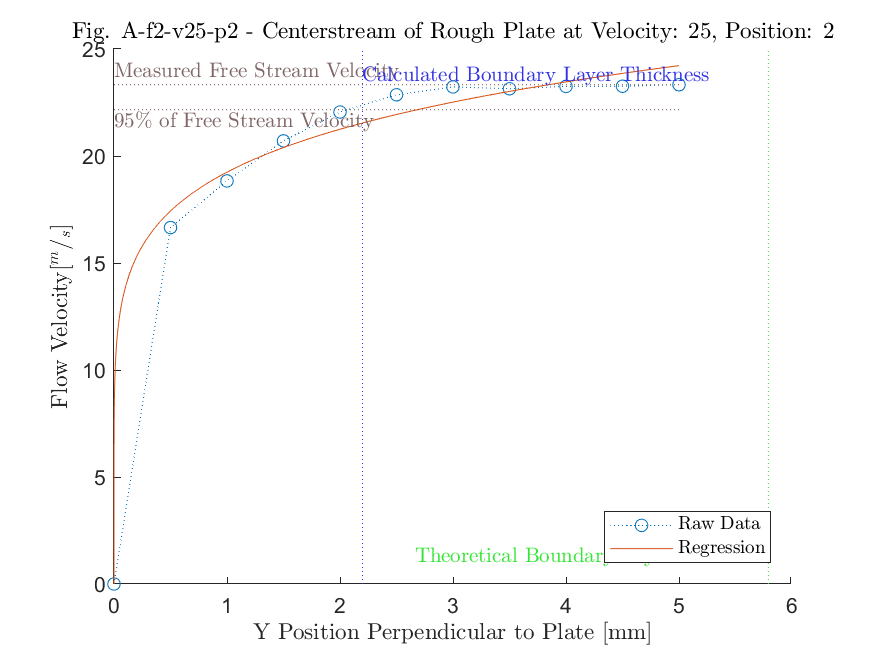 Fig. A-f2-v25-p2 - Centerstream of Rough Plate at Velocity: 25, Position: 2
25
Measured Free Stream Velocity
Calculated Boundary Layer Thickness
95% of Free Stream Velocity
20
15
10
5
0
Flow Velocity[m/s]
Raw Data
Regression
Theoretical Boundary
0 1 2 3 4 5 6
Y Position Perpendicular to Plate [mm]